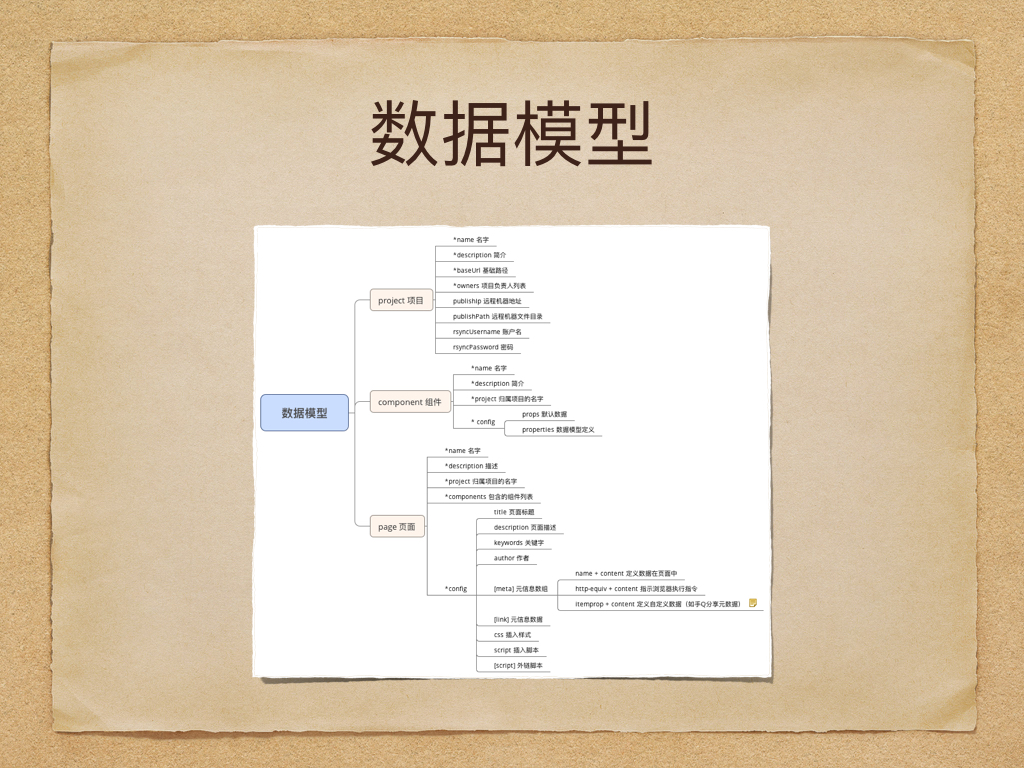 数据模型
数据模型
project 项目
*name 名字
*description 简介
*baseUrl 基础路径
*owners 项目负责人列表
publishIp 远程机器地址
publishPath 远程机器文件目录
rsyncUsername 账户名
rsyncPassword 密码
component 组件
*name 名字
*description 简介
*project 归属项目的名字
* config
props 默认数据
properties 数据模型定义
page 页面
*name 名字
*description 描述
*project 归属项目的名字
*components 包含的组件列表
*config
title 页面标题
description 页面描述
keywords 关键字
author 作者
[meta] 元信息数组
name + content 定义数据在页面中
http-equiv + content 指示浏览器执行指令
itemprop + content 定义自定义数据（如手Q分享元数据）
[link] 元信息数据
css 插入样式
script 插入脚本
[script] 外链脚本